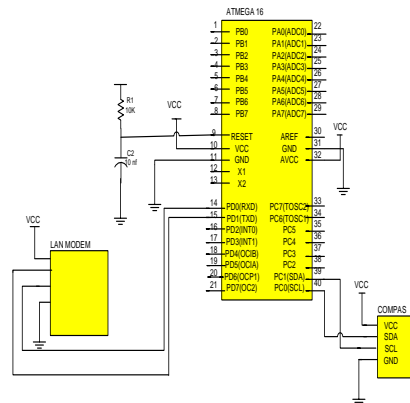 ATMEGA 16
1 PB0 PA0(ADC0) 22
2 PB1 PA1(ADC1) 23
3 PB2 PA2(ADC2) 24
4 PB3 PA3(ADC3) 25
5 PB4 PA4(ADC4) 26
6 PB5 PA5(ADC5) 27
7 PB6 PA6(ADC6) 28
8 PB7 PA7(ADC7) 29
R1
10K
VCC
9 RESET AREF 30
10 VCC GND 31
11 GND AVCC 32
VCC
C2
nf
12 X1
13 X2
14 PD0(RXD) PC7(TOSC2) 33
15 PD1(TXD) PC6(TOSC1) 34
16 PD2(INT0) PC5 35
17 PD3(INT1) PC4 36
18 PD4(OCIB) PC3 37
19 PD5(OCIA) PC2 38
20 PD6(OCP1) PC1(SDA) 39
21 PD7(OC2) PC0(SCL) 40
VCC
LAN MODEM
VCC
COMPAS
VCC
SDA
SCL
GND